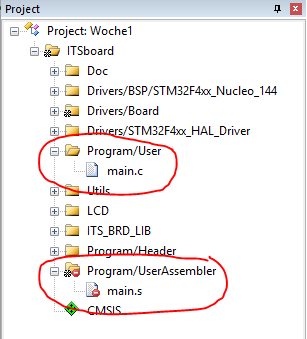 Project
Project: Woche1
ITSboard
Doc
Drivers/BSP/STM32F4xx_Nucleo_144
Drivers/Board
Drivers/STM32F4xx_HAL_Driver
Program/User
main.c
Utils
LCD
ITS_BRD_LIB
Program/Header
Program/UserAssembler
main.s
CMSIS